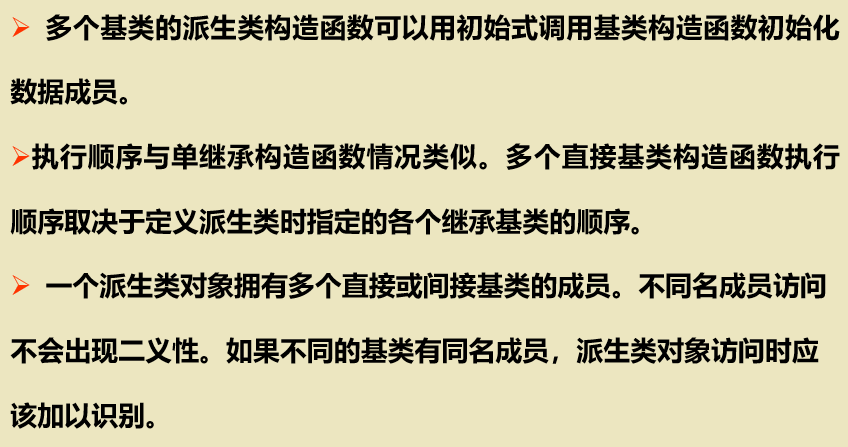 ➢ 多个基类的派生类构造函数可以用初始式调用基类构造函数初始化
数据成员。
➢执行顺序与单继承构造函数情况类似。多个直接基类构造函数执行
顺序取决于定义派生类时指定的各个继承基类的顺序。
➢ 一个派生类对象拥有多个直接或间接基类的成员。不同名成员访问
不会出现二义性。如果不同的基类有同名成员，派生类对象访问时应
该加以识别。